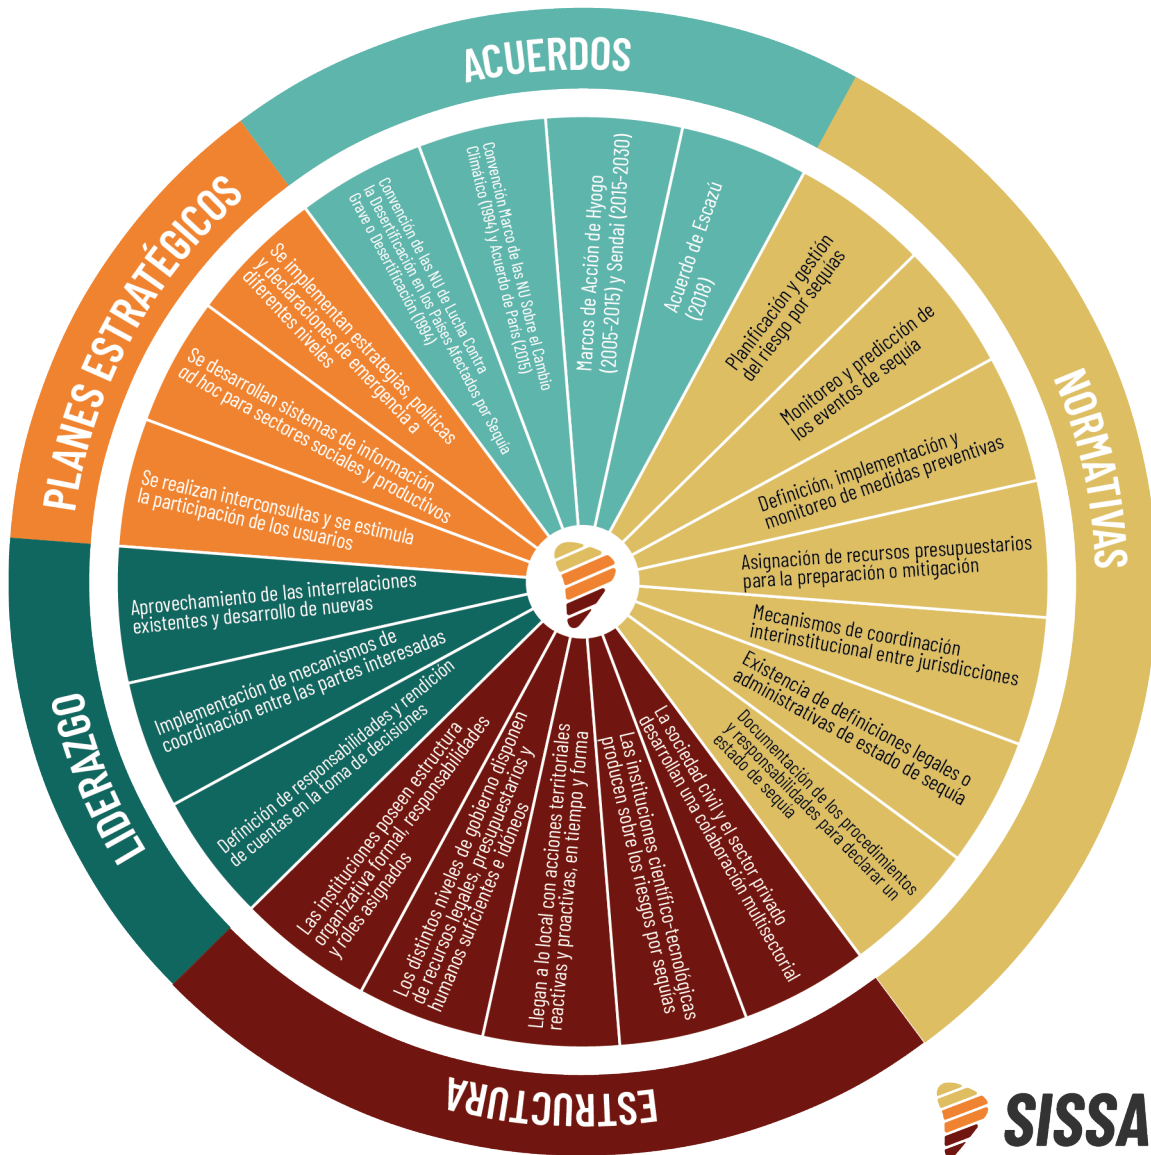 ACUERDOS
Convención de las NU de Lucha Contra
la Desertificación en los Países Afectados por Sequía
Grave o Desertificación (1994)
Convención Marco de las NU Sobre el Cambio
Climático (1994) y Acuerdo de París (2015)
Marcos de Acción de Hyogo
(2005-2015) y Sendai (2015-2030)
Acuerdo de Escazú
(2018)
NORMATIVAS
Planificación y gestión
del riesgo por sequías
Monitoreo y predicción de
los eventos de sequía
Definición, implementación y
monitoreo de medidas preventivas
Asignación de recursos presupuestarios
para la preparación o mitigación
Mecanismos de coordinación
interinstitucional entre jurisdicciones
Existencia de definiciones legales o
administrativas de estado de sequía
Documentación de los procedimientos
y responsabilidades para declarar un
estado de sequía
ESTRUCTURA
La sociedad civil y el sector privado
desarrollan una colaboración multisectorial
Las instituciones científico-tecnológicas
producen sobre los riesgos por sequías
Llegan a lo local con acciones territoriales
reactivas y proactivas, en tiempo y forma
Los distintos niveles de gobierno disponen
de recursos legales, presupuestarios y
humanos suficientes e idóneos
Las instituciones poseen estructura
organizativa formal, responsabilidades
y roles asignados
LIDERAZGO
Definición de responsabilidades y rendición
de cuentas en la toma de decisiones
Implementación de mecanismos de
coordinación entre las partes interesadas
Aprovechamiento de las interrelaciones
existentes y desarrollo de nuevas
PLANES ESTRATÉGICOS
Se realizan interconsultas y se estimula
la participación de los usuarios
Se desarrollan sistemas de información
ad hoc para sectores sociales y productivos
Se implementan estrategias, políticas
y declaraciones de emergencia a
diferentes niveles
SISSA